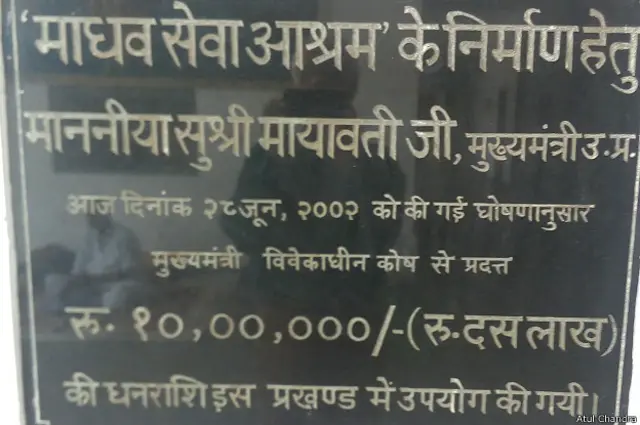 'माधव सेवा आश्रम' के निर्माण हेतु
माननीया सुश्री मायावती जी, मुख्यमंत्री उ.प्र.
आज दिनांक २८ जून, २००२ को की गई घोषणानुसार
मुख्यमंत्री विवेकाधीन कोष से प्रदत्त
रू. १०,००,०००/-(रु.दस लाख)
की धनराशि इस प्रखण्ड में उपयोग की गयी।
Atul Chandra